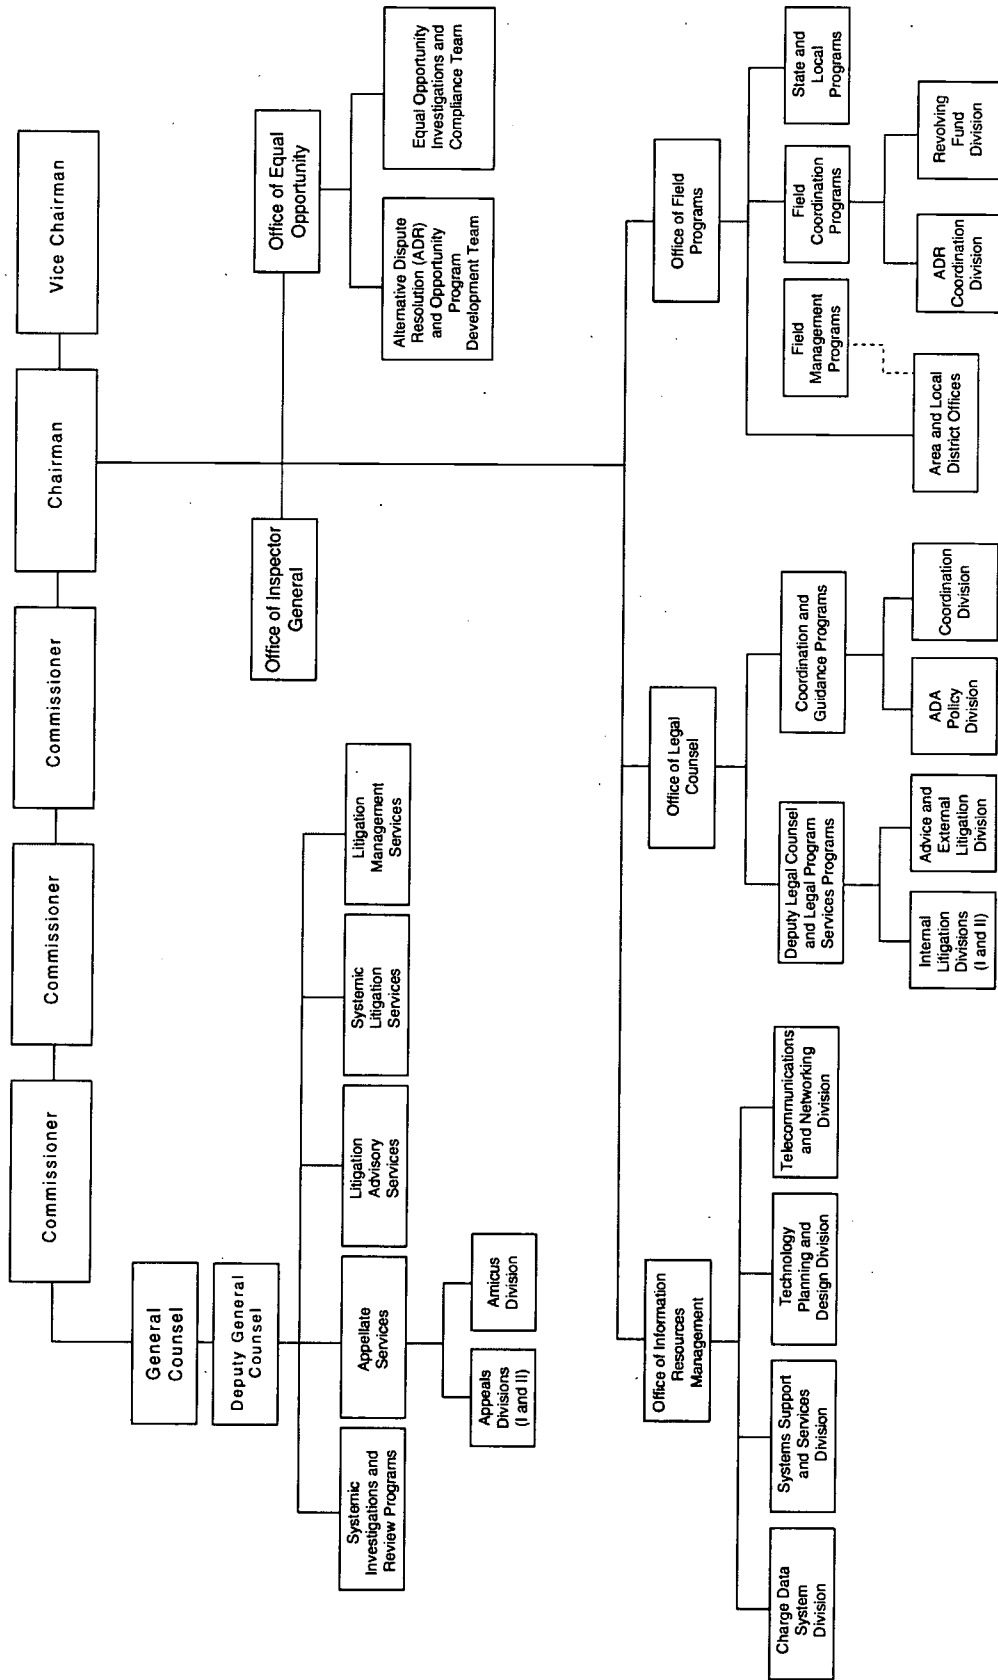 Commissioner
Commissioner
Commissioner
Chairman
Vice Chairman
General
Counsel
Deputy General
Counsel
Office of Inspector
General
Office of Equal
Opportunity
Systemic
Investigations and
Review Programs
Appellate
Services
Litigation
Advisory
Services
Systemic
Litigation
Services
Litigation
Management
Services
Alternative Dispute
Resolution (ADR)
and Opportunity
Program
Development Team
Equal Opportunity
Investigations and
Compliance Team
Appeals
Divisions
(I and II)
Amicus
Division
Office of Information
Resources
Management
Office of Legal
Counsel
Office of Field
Programs
Charge Data
System
Division
Systems Support
and Services
Division
Technology
Planning and
Design Division
Telecommunications
and Networking
Division
Deputy Legal Counsel
and Legal Program
Services Programs
Coordination and
Guidance Programs
Field
Management
Programs
Field
Coordination
Programs
State and
Local
Programs
Internal
Litigation
Divisions
(I and II)
Advice and
External
Litigation
Division
ADA
Policy
Division
Coordination
Division
Area and Local
District Offices
ADR
Coordination
Division
Revolving
Fund
Division